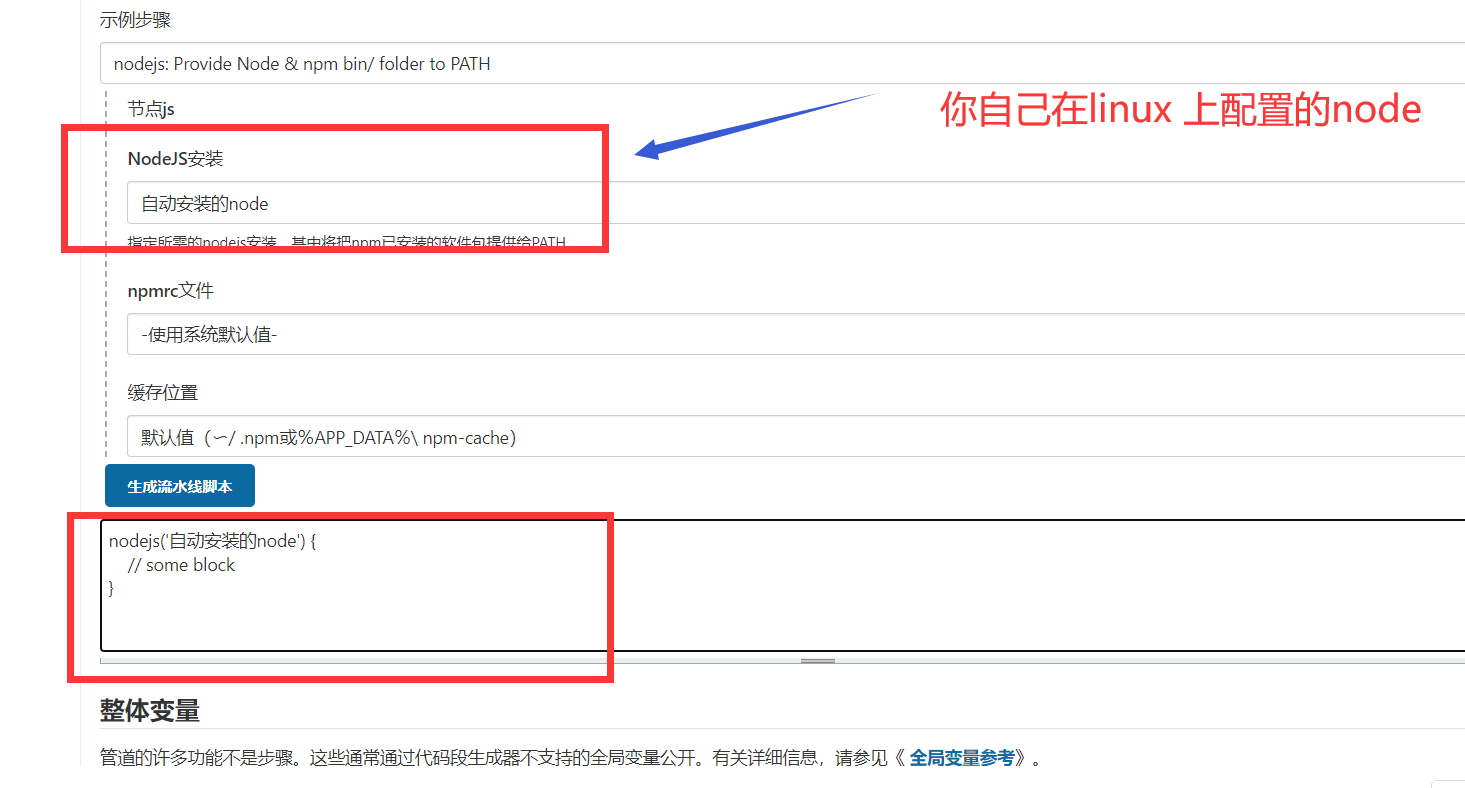 示例步骤
nodejs: Provide Node & npm bin/ folder to PATH
节点js
你自己在linux 上配置的node
NodeJS安装
自动安装的node
指定所需的nodejs安装，其中将把npm已安装的软件包提供给PATH
npmrc文件
-使用系统默认值-
缓存位置
默认值（~/ .npm或%APP_DATA%\ npm-cache）
生成流水线脚本
nodejs('自动安装的node') {
// some block
}
整体变量
管道的许多功能不是步骤。这些通常通过代码段生成器不支持的全局变量公开。有关详细信息，请参见《 全局变量参考》。